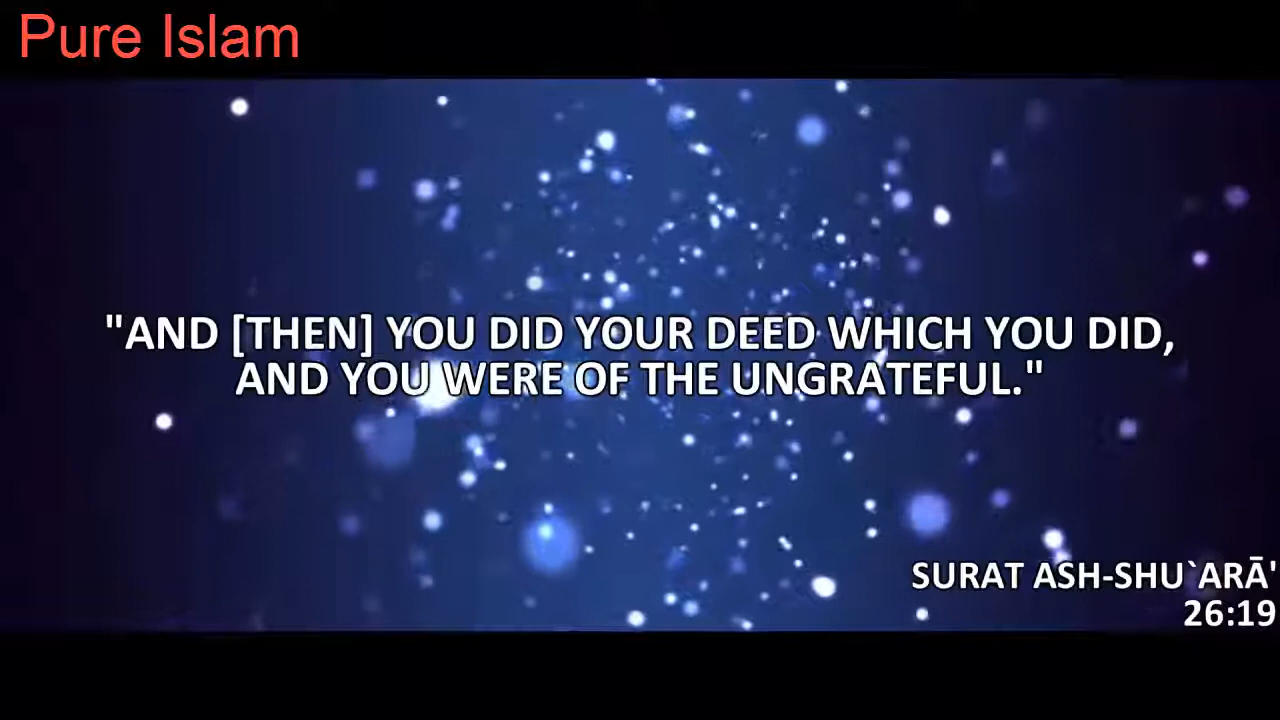 Pure Islam
"AND [THEN] YOU DID YOUR DEED WHICH YOU DID,
AND YOU WERE OF THE UNGRATEFUL."
SURAT ASH-SHU`ARĀ'
26:19